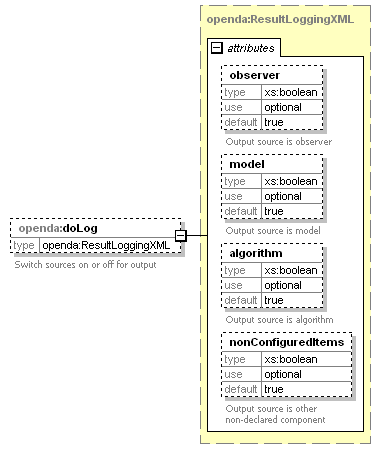 openda:ResultLoggingXML
attributes
observer
type xs:boolean
use optional
default true
Output source is observer
model
type xs:boolean
use optional
default true
Output source is model
openda:doLog
type openda:ResultLoggingXML
Switch sources on or off for output
algorithm
type xs:boolean
use optional
default true
Output source is algorithm
nonConfiguredItems
type xs:boolean
use optional
default true
Output source is other
non-declared component